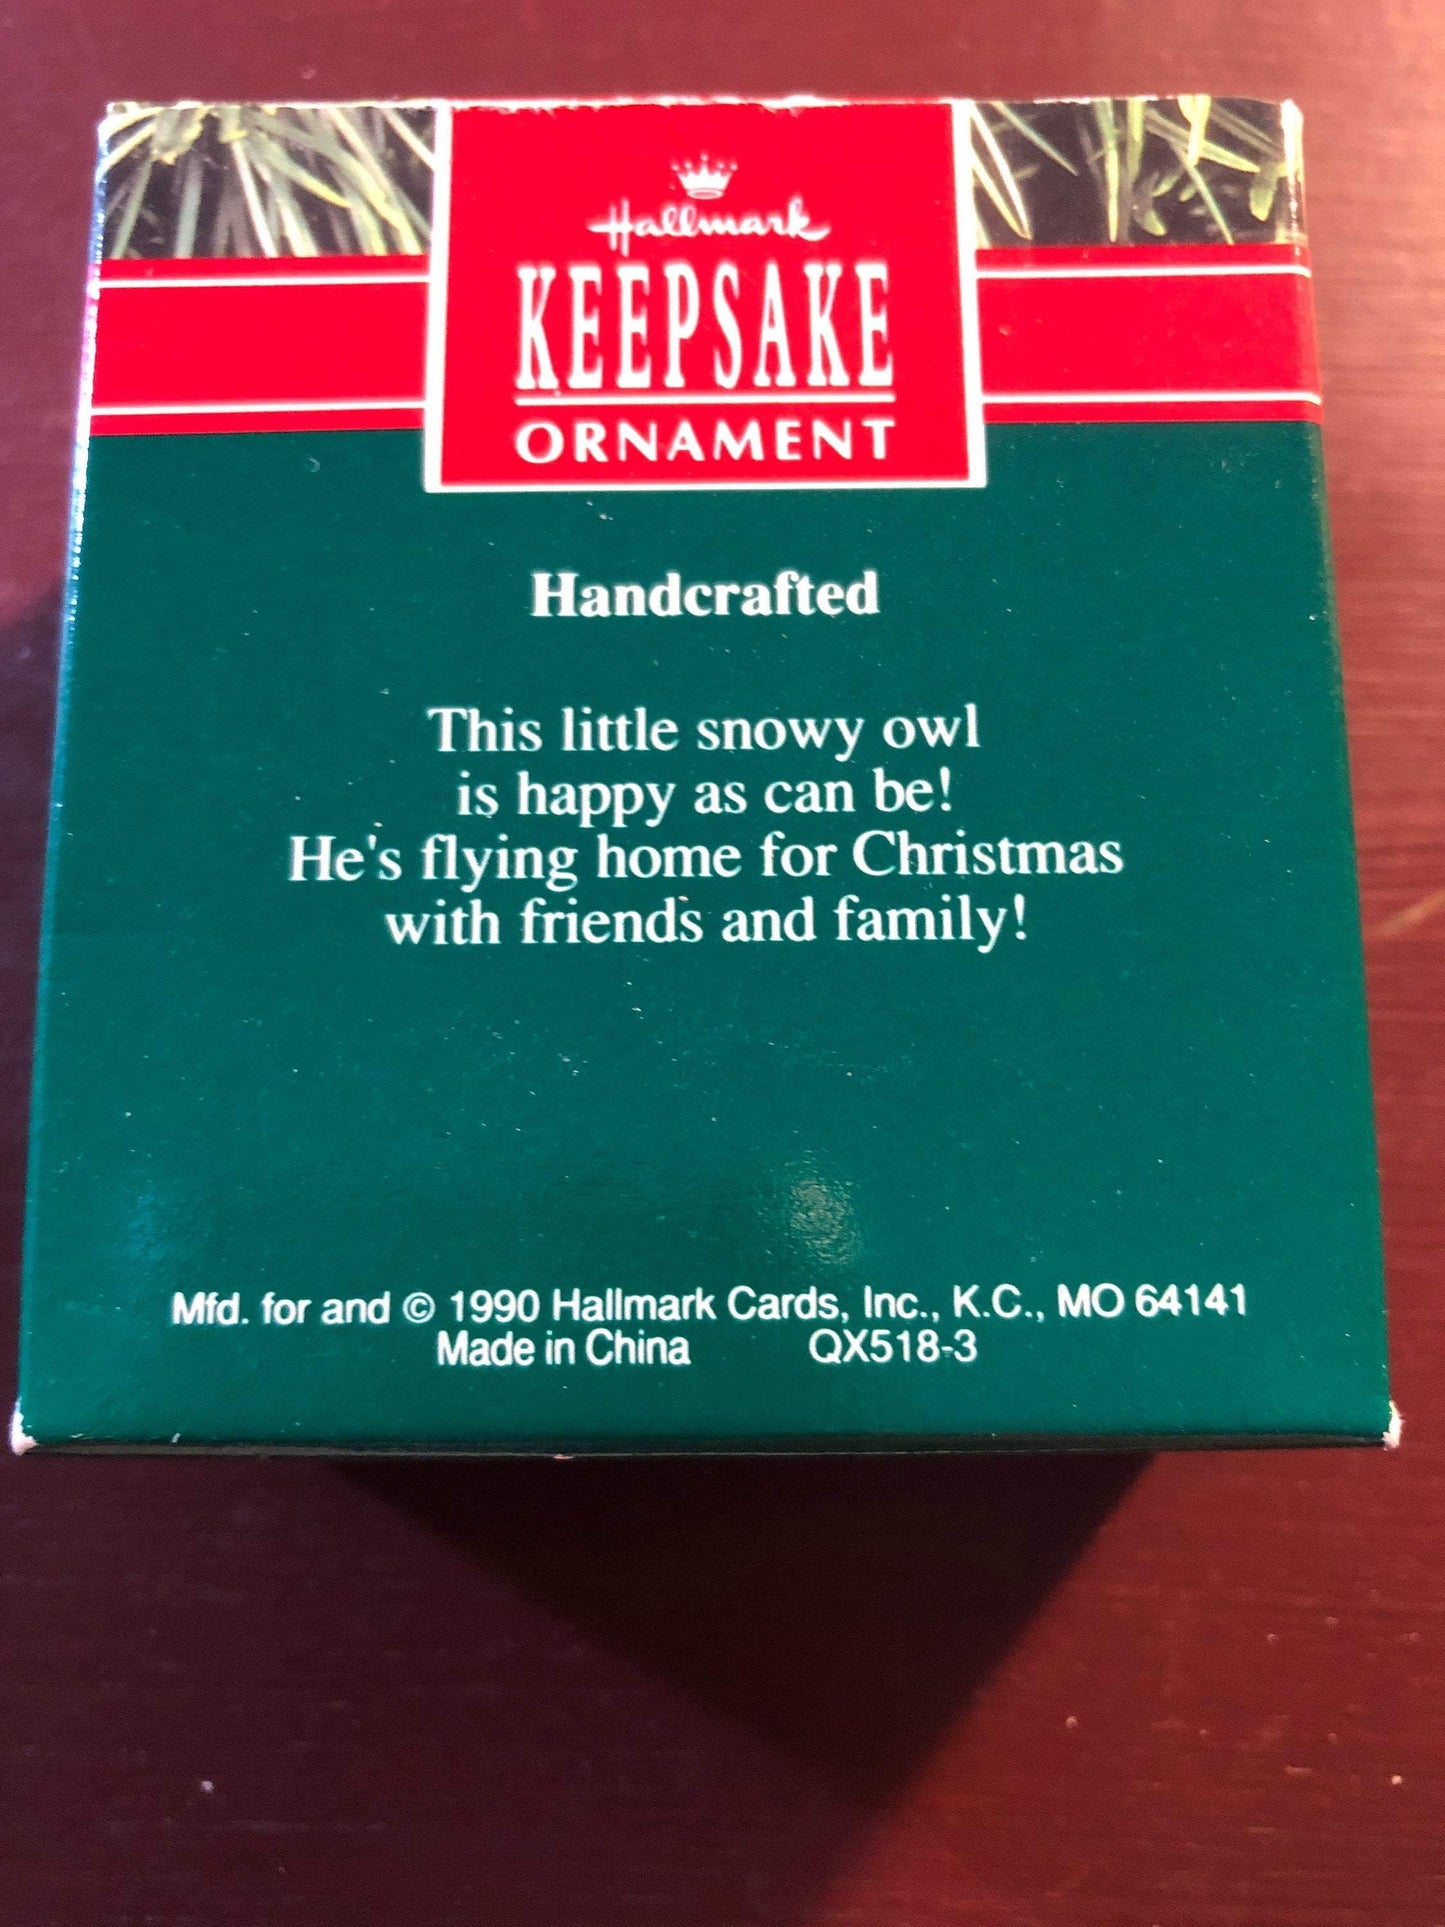 Hallmark
KEEPSAKE
ORNAMENT
Handcrafted
This little snowy owl
is happy as can be!
He's flying home for Christmas
with friends and family!
Mfd. for and © 1990 Hallmark Cards, Inc., K.C., MO 64141
Made in China QX518-3